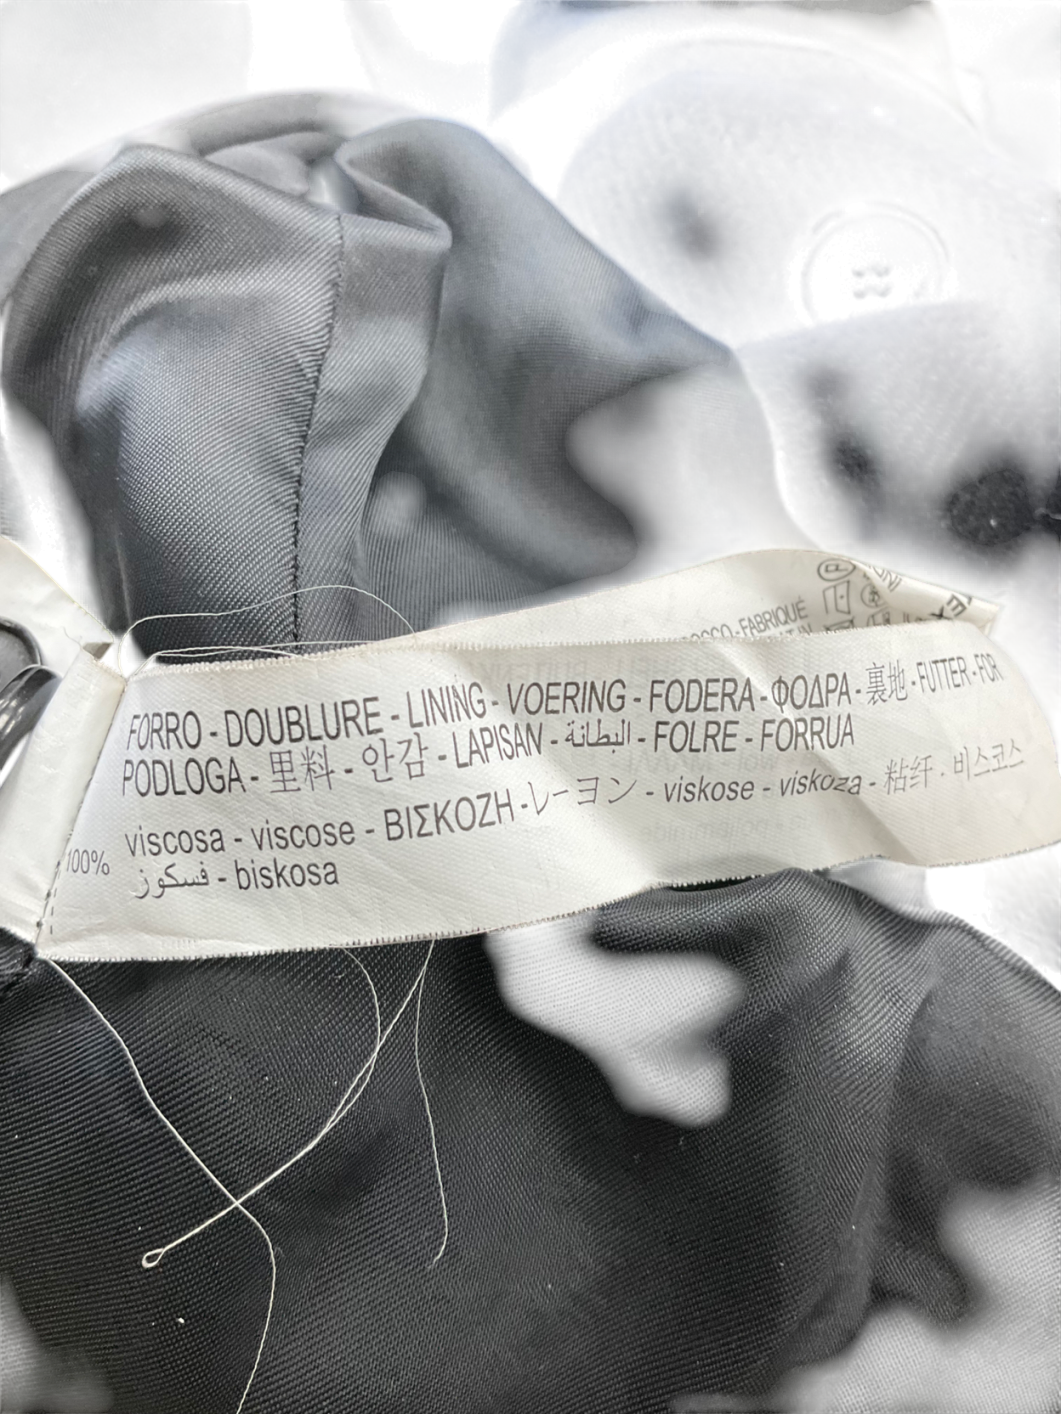 FABRIQUÉ
FORRO - DOUBLURE - LINING - VOERING - FODERA - ΦΟΔΡΑ - 裏地 - FUTTER - FOR
PODLOGA - 里料 - 안감 - LAPISAN - البطانة - FOLRE - FORRUA
viscosa - viscose - ΒΙΣΚΟΖΗ - レーヨン - viskose - viskoza - 粘纤 - 비스코스
100%
فسكوز - biskosa